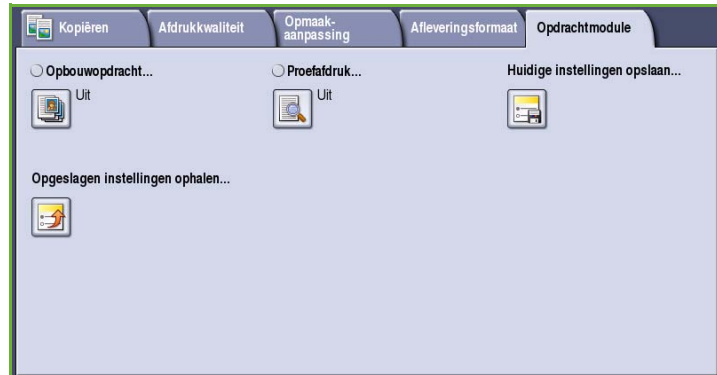 Kopiëren
Afdrukkwaliteit
Opmaak-
aanpassing
Afleveringsformaat
Opdrachtmodule
Opbouwopdracht...
Uit
Proefafdruk...
Uit
Huidige instellingen opslaan...
Opgeslagen instellingen ophalen...